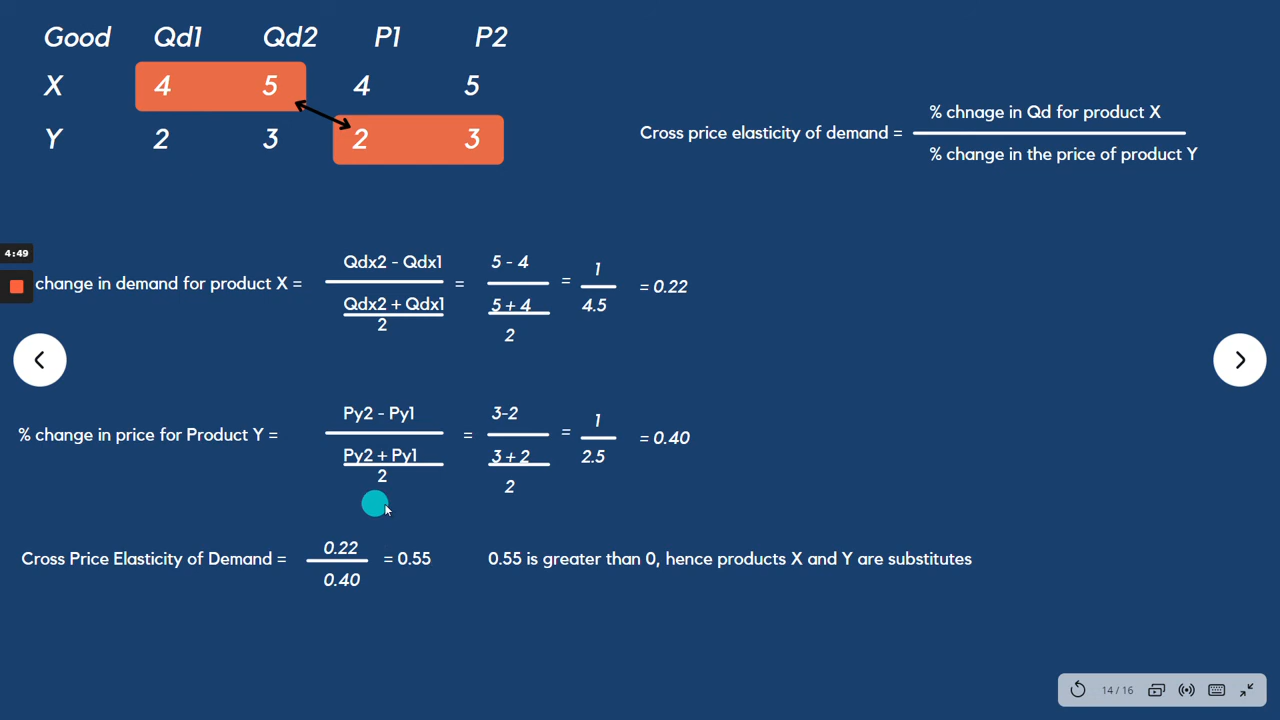 Good Qd1 Qd2 P1 P2
X 4 5 4 5
Y 2 3 2 3
Cross price elasticity of demand =
% chnage in Qd for product X
% change in the price of product Y
4:49
change in demand for product X =
Qdx2 - Qdx1
Qdx2 + Qdx1
2
=
5 - 4
5 + 4
2
=
1
4.5
= 0.22
% change in price for Product Y =
Py2 - Py1
Py2 + Py1
2
=
3-2
3 + 2
2
=
1
2.5
= 0.40
Cross Price Elasticity of Demand =
0.22
0.40
= 0.55
0.55 is greater than 0, hence products X and Y are substitutes
14 / 16